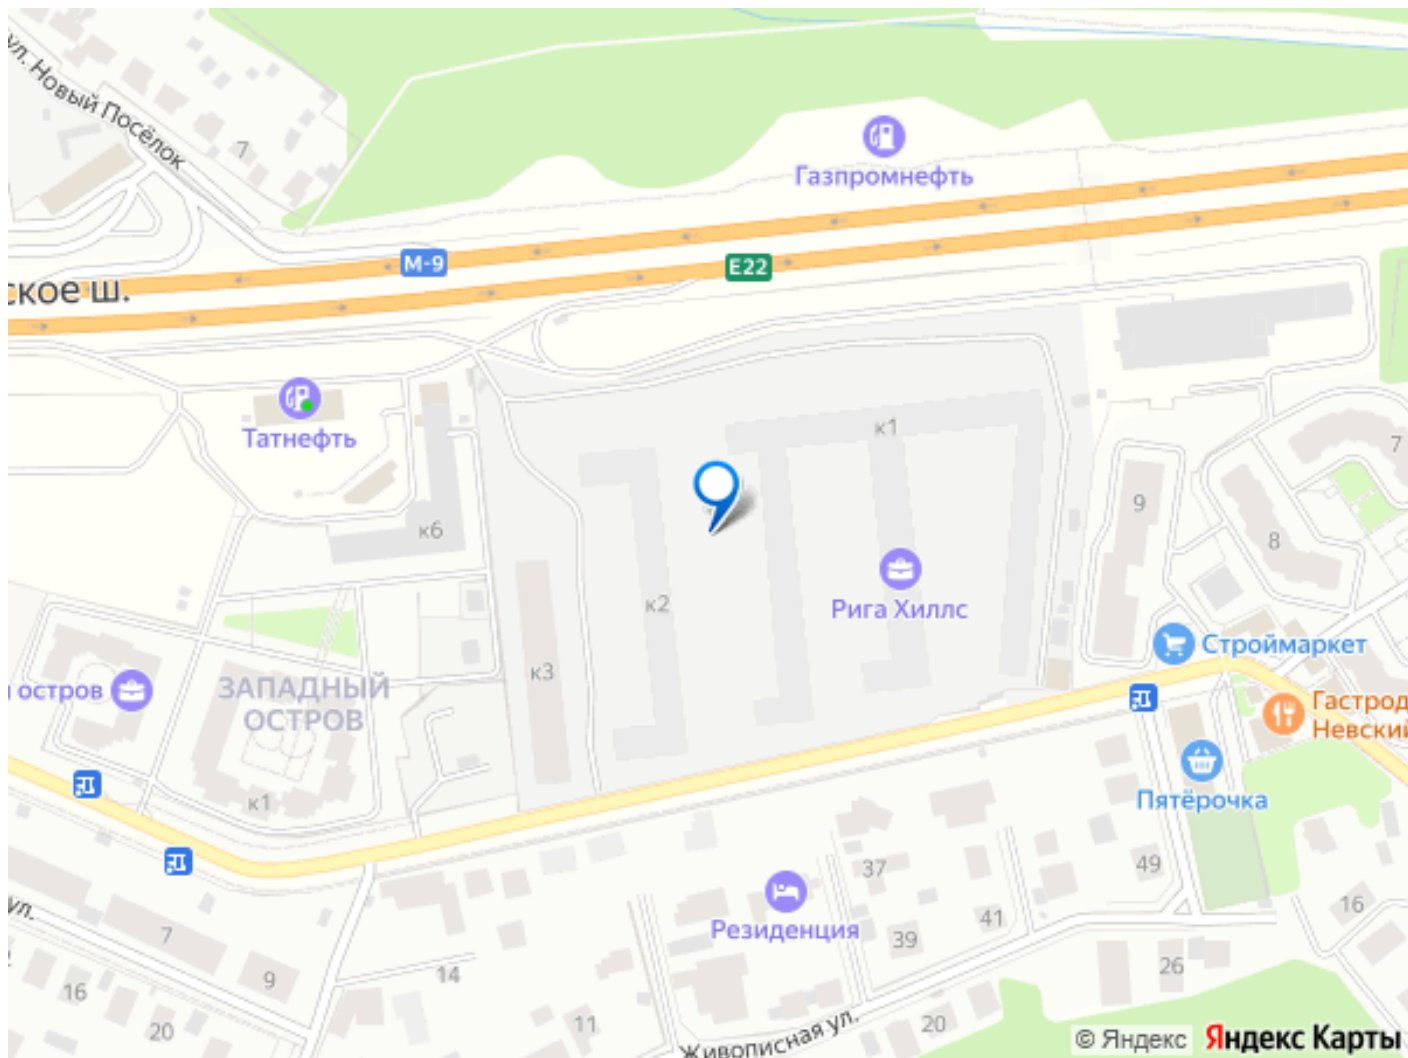 ул. Новый Посёлок
7
Газпромнефть
М-9
Е22
ское ш.
Татнефть
к6
к1
7
9
8
к2
Рига Хиллс
к3
Строймаркет
остров
ЗАПАДНЫЙ
ОСТРОВ
Гастрод
Невский
Пятёрочка
к1
37
49
Резиденция
ул.
7
9
14
39
41
16
26
16
20
11
20
Живописная ул.
© Яндекс Яндекс Карты